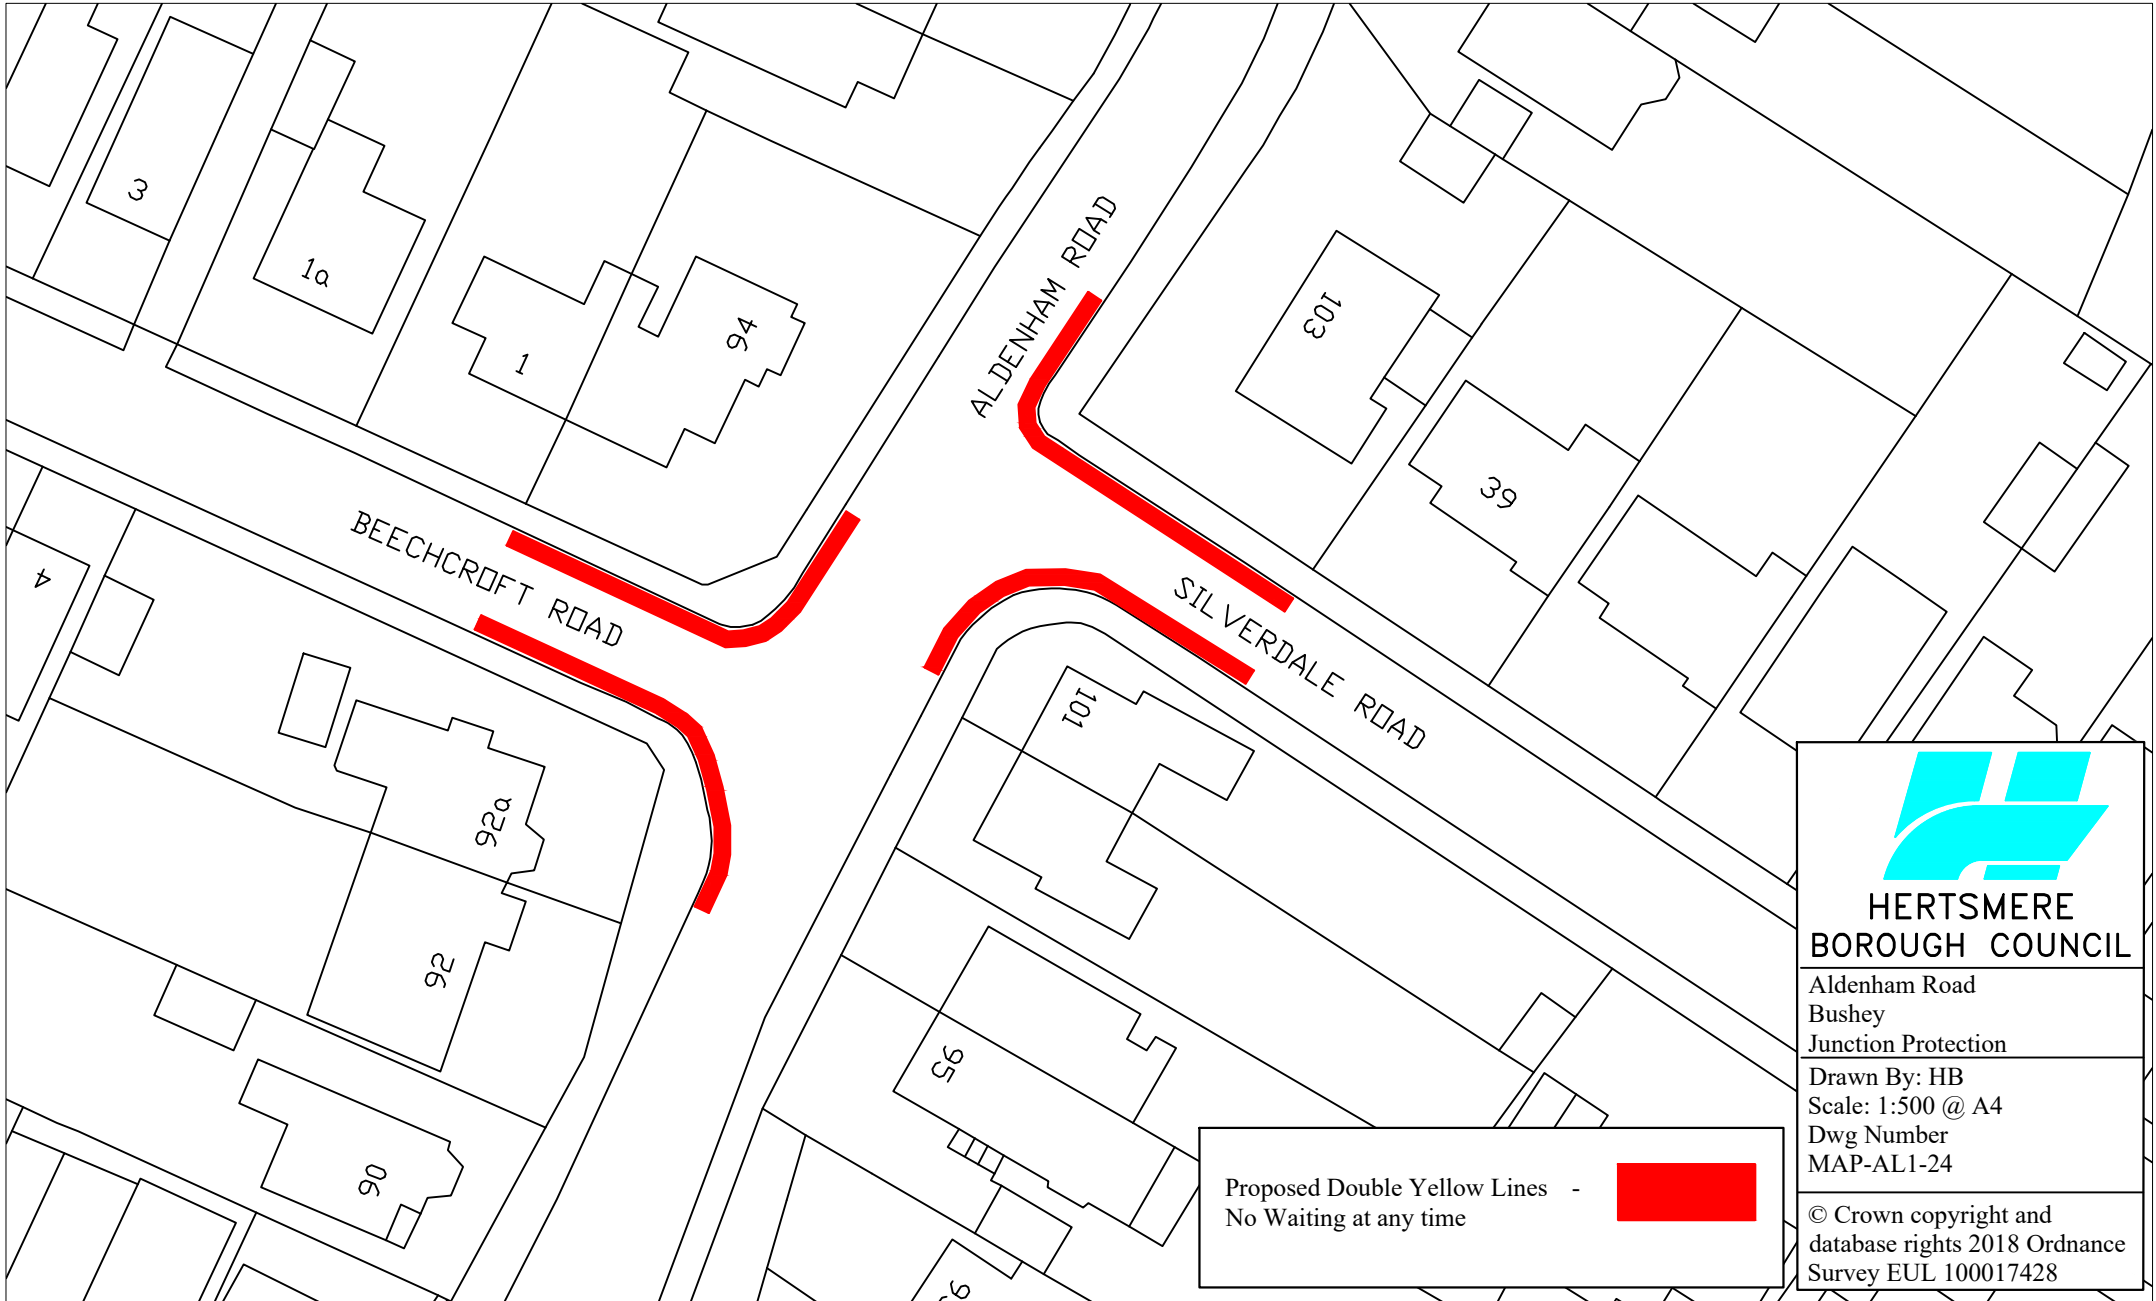 3
1a
1
94
ALDENHAM ROAD
103
39
BEECHCROFT ROAD
SILVERDALE ROAD
4
101
92a
92
95
90
HERTSMERE
BOROUGH COUNCIL
Aldenham Road
Bushey
Junction Protection
Drawn By: HB
Scale: 1:500 @ A4
Dwg Number
MAP-AL1-24
Proposed Double Yellow Lines -
No Waiting at any time
© Crown copyright and
database rights 2018 Ordnance
Survey EUL 100017428